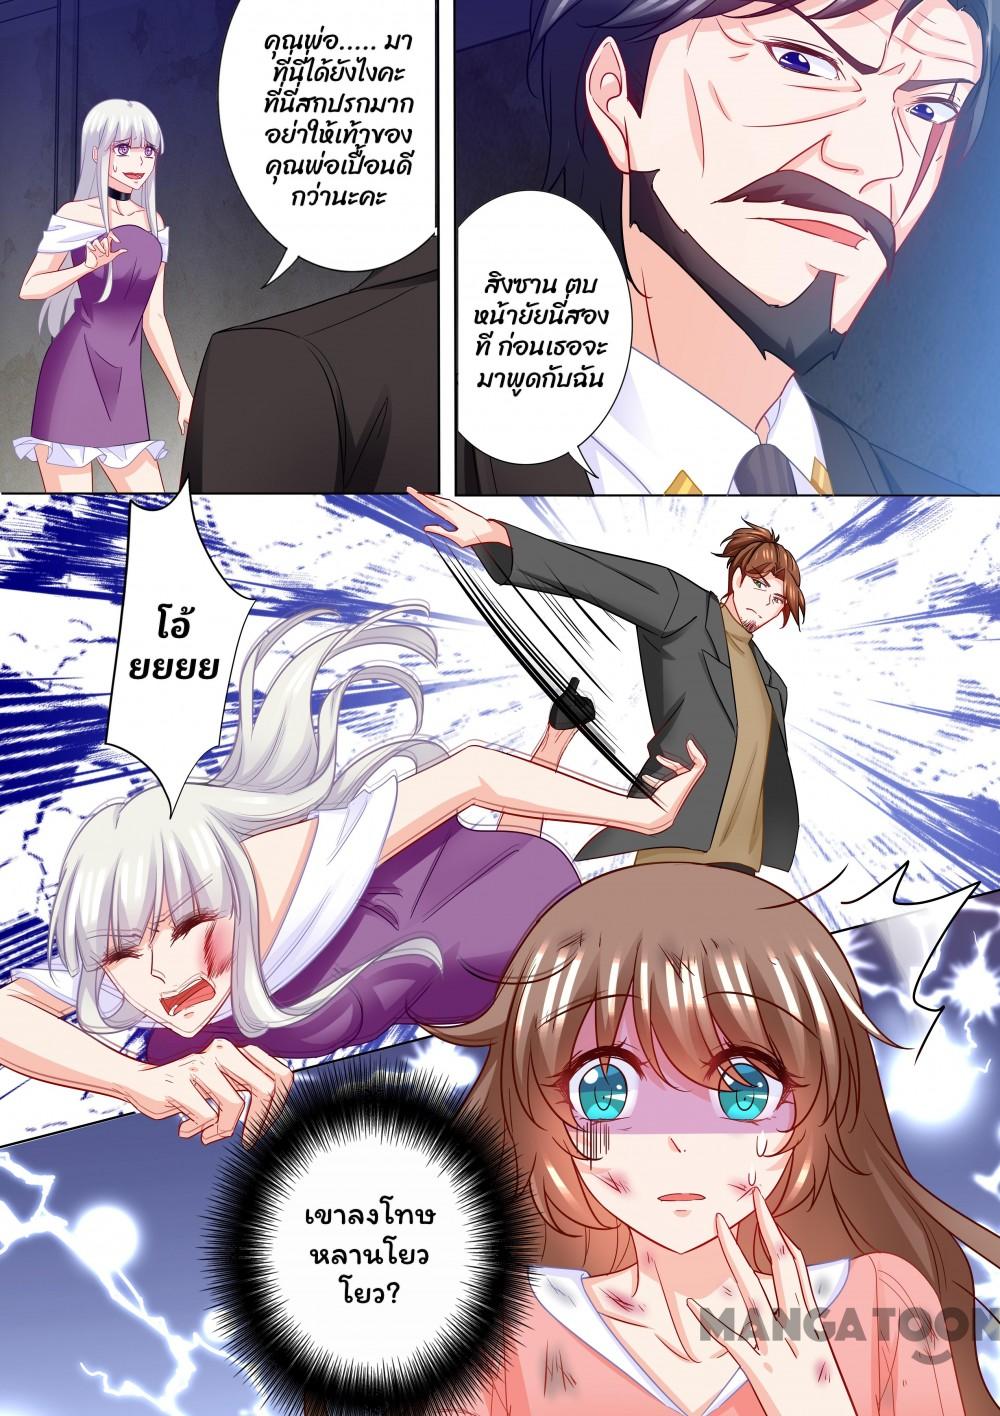 คุณพ่อ..... มา
ที่นี่ได้ยังไงคะ
ที่นี่สกปรกมาก
อย่าให้เท้าของ
คุณพ่อเปื้อนดี
กว่านะคะ
สิงซาน ตบ
หน้ายัยนี่สอง
ที ก่อนเธอจะ
มาพูดกับฉัน
โอ้
ยยยย
เขาลงโทษ
หลานโยว
โยว?
MANGATOON